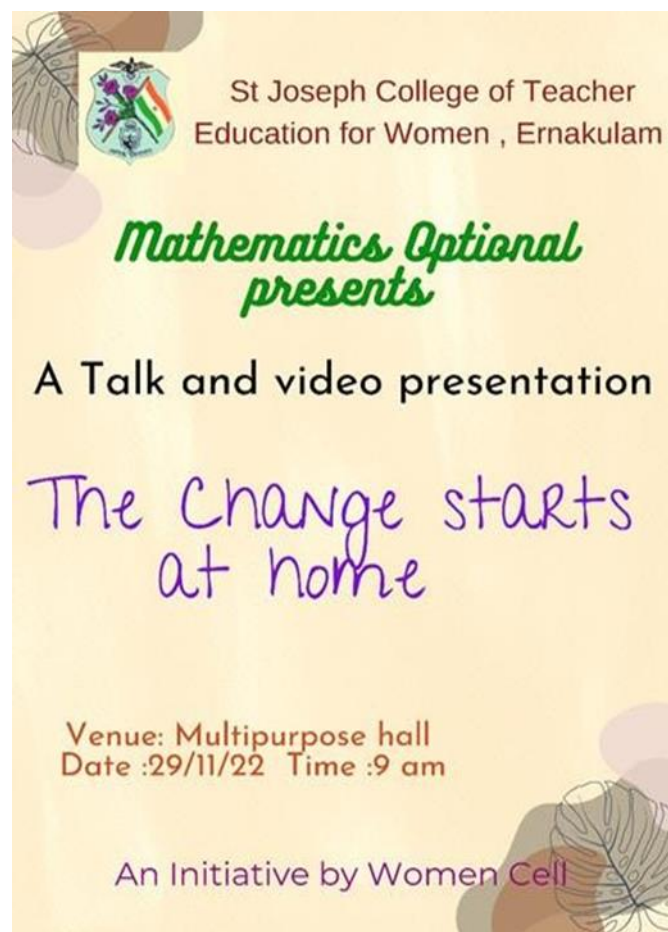 St Joseph College of Teacher
Education for Women , Ernakulam
Mathematics Optional
presents
A Talk and video presentation
The Change starts
at home
Venue: Multipurpose hall
Date :29/11/22 Time :9 am
An Initiative by Women Cell